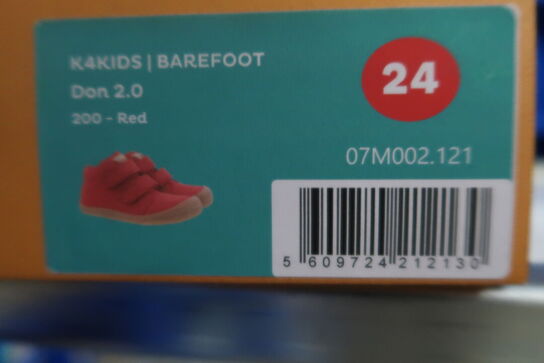 K4KIDS | BAREFOOT
Don 2.0
200 - Red
24
07M002.121
5 609724 212130